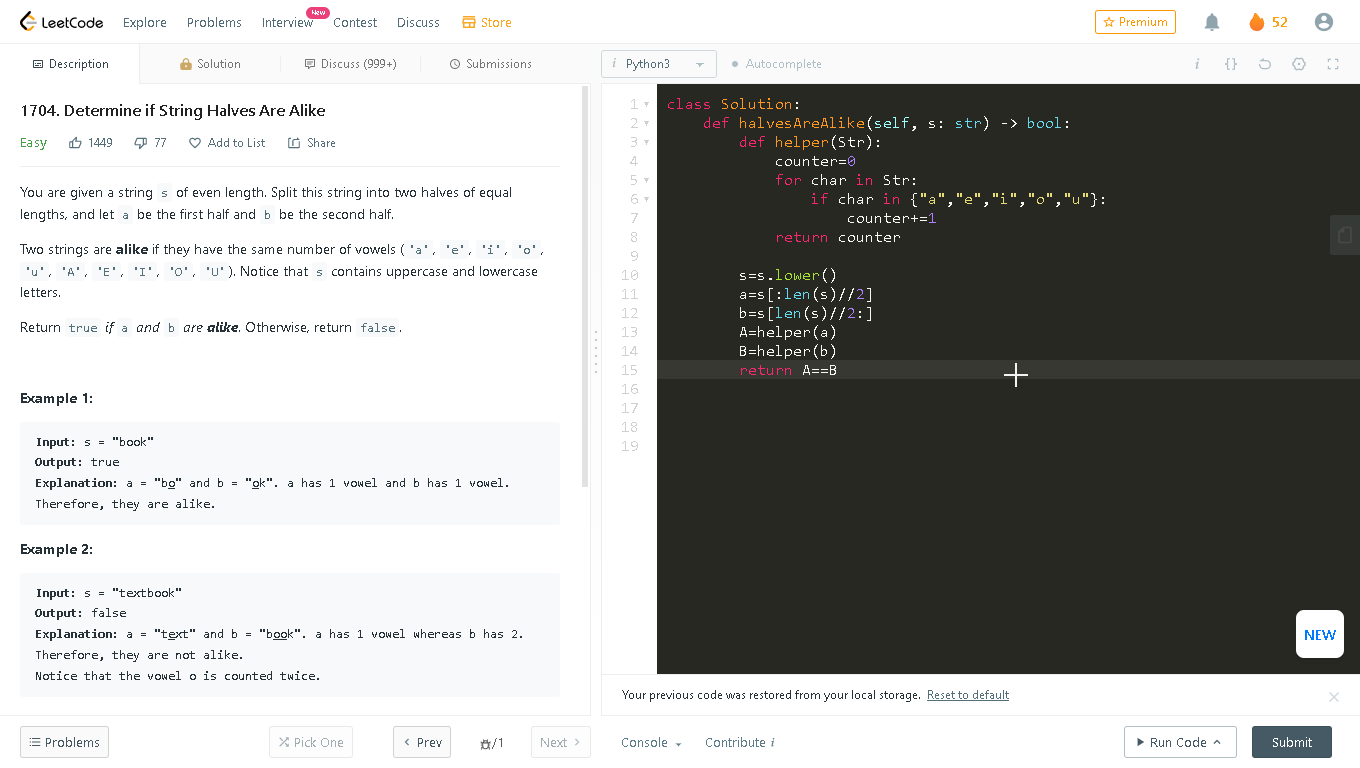 LeetCode Explore Problems Interview New Contest Discuss Store Premium 52
Description Solution Discuss (999+) Submissions
i Python3 Autocomplete i {}
1704. Determine if String Halves Are Alike
Easy 1449 77 Add to List Share
You are given a string s of even length. Split this string into two halves of equal
lengths, and let a be the first half and b be the second half.
Two strings are alike if they have the same number of vowels ( 'a', 'e', 'i', 'o',
'u', 'A', 'E', 'I', 'O', 'U' ). Notice that s contains uppercase and lowercase
letters.
Return true if a and b are alike. Otherwise, return false.
Example 1:
Input: s = "book"
Output: true
Explanation: a = "bo" and b = "ok". a has 1 vowel and b has 1 vowel.
Therefore, they are alike.
Example 2:
Input: s = "textbook"
Output: false
Explanation: a = "text" and b = "book". a has 1 vowel whereas b has 2.
Therefore, they are not alike.
Notice that the vowel o is counted twice.
1 class Solution:
2 def halvesAreAlike(self, s: str) -> bool:
3 def helper(Str):
4 counter=0
5 for char in Str:
6 if char in {"a","e","i","o","u"}:
7 counter+=1
8 return counter
9
10 s=s.lower()
11 a=s[:len(s)//2]
12 b=s[len(s)//2:]
13 A=helper(a)
14 B=helper(b)
15 return A==B
16
17
18
19
NEW
Your previous code was restored from your local storage. Reset to default
Problems Pick One Prev /1 Next Console Contribute i Run Code Submit